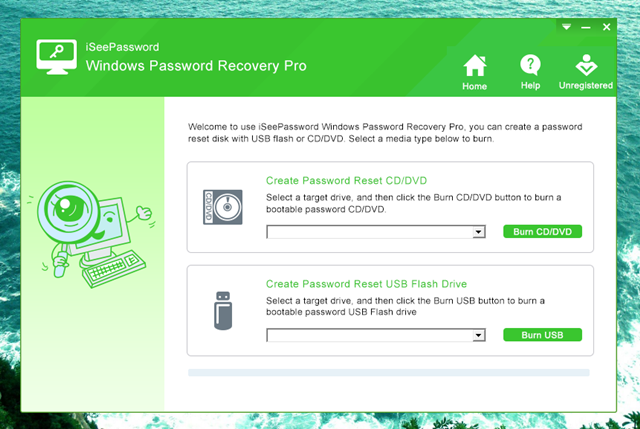 iSeePassword
Windows Password Recovery Pro
Home
Help
Unregistered
Welcome to use iSeePassword Windows Password Recovery Pro, you can create a password
reset disk with USB flash or CD/DVD. Select a media type below to burn.
CD/DVD
Create Password Reset CD/DVD
Select a target drive, and then click the Burn CD/DVD button to burn a
bootable password CD/DVD.
Burn CD/DVD
Create Password Reset USB Flash Drive
Select a target drive, and then click the Burn USB button to burn a
bootable password USB Flash drive
Burn USB